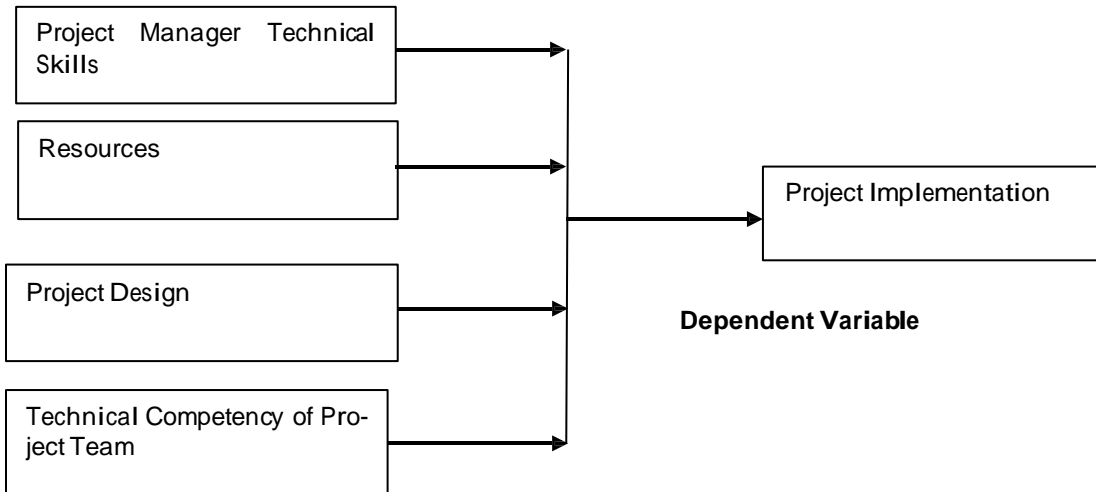 Project Manager Technical
Skills
Resources
Project Implementation
Project Design
Dependent Variable
Technical Competency of Pro-
ject Team